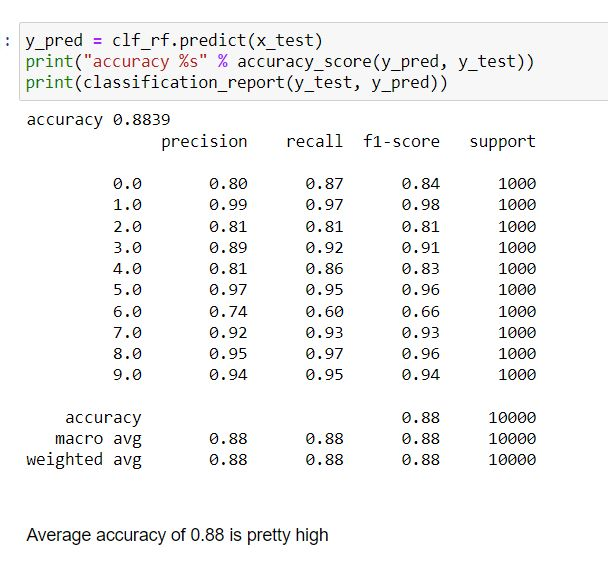 : y_pred = clf_rf.predict(x_test)
print("accuracy %s" % accuracy_score(y_pred, y_test))
print(classification_report(y_test, y_pred))
accuracy 0.8839
precision recall f1-score support
0.0 0.80 0.87 0.84 1000
1.0 0.99 0.97 0.98 1000
2.0 0.81 0.81 0.81 1000
3.0 0.89 0.92 0.91 1000
4.0 0.81 0.86 0.83 1000
5.0 0.97 0.95 0.96 1000
6.0 0.74 0.60 0.66 1000
7.0 0.92 0.93 0.93 1000
8.0 0.95 0.97 0.96 1000
9.0 0.94 0.95 0.94 1000
accuracy 0.88 10000
macro avg 0.88 0.88 0.88 10000
weighted avg 0.88 0.88 0.88 10000
Average accuracy of 0.88 is pretty high